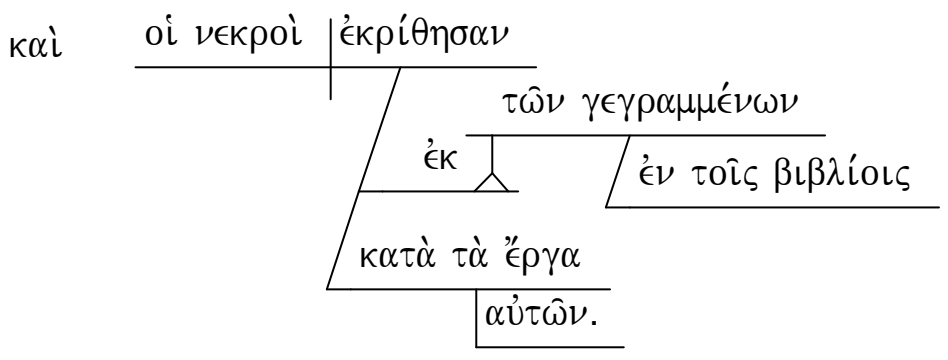 καὶ οἱ νεκροὶ ἐκρίθησαν
τῶν γεγραμμένων
ἐκ
ἐν τοῖς βιβλίοις
κατὰ τὰ ἔργα
αὐτῶν.